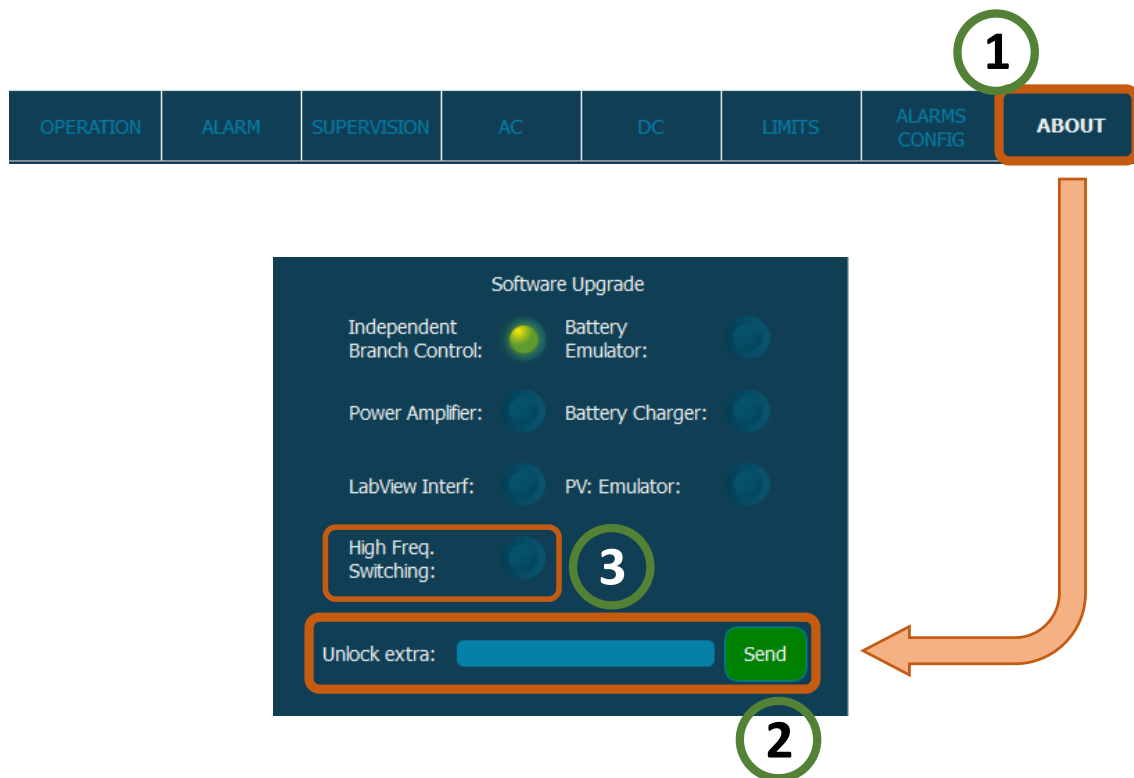 1
OPERATION ALARM SUPERVISION AC DC LIMITS ALARMS CONFIG ABOUT
Software Upgrade
Independent
Branch Control:
Battery
Emulator:
Power Amplifier:
Battery Charger:
LabView Interf:
PV: Emulator:
High Freq.
Switching:
3
Unlock extra:
Send
2